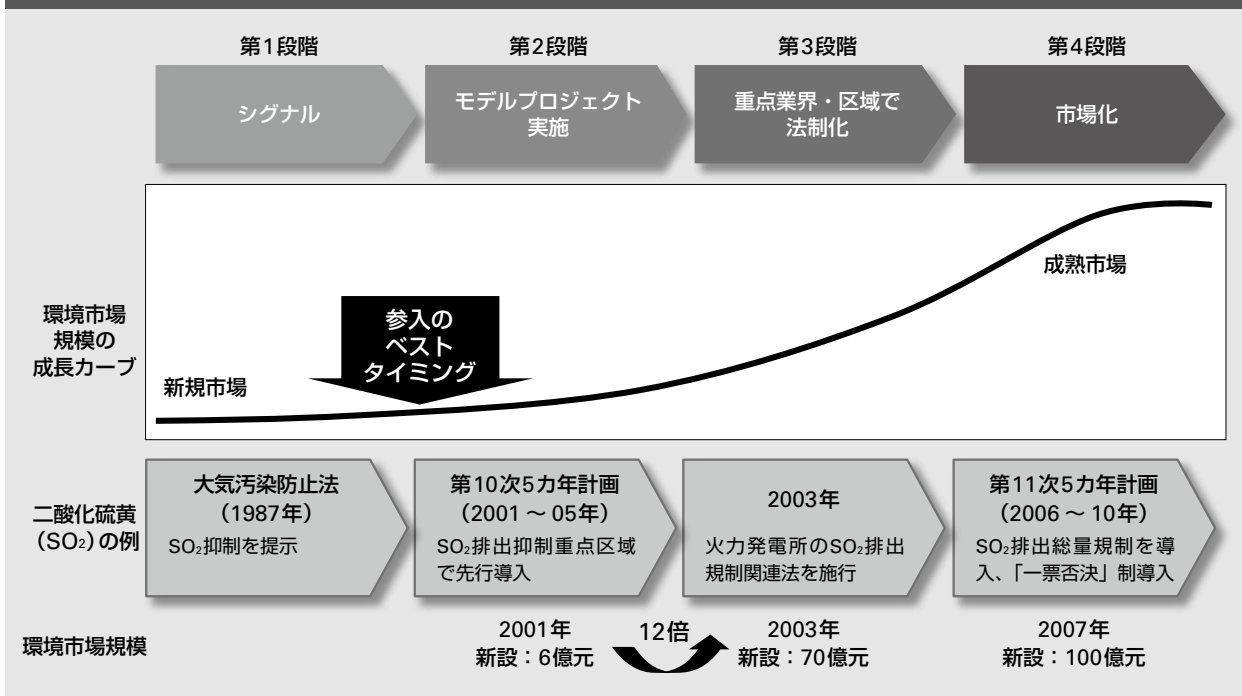 第1段階
第2段階
第3段階
第4段階
シグナル
モデルプロジェクト
実施
重点業界・区域で
法制化
市場化
環境市場
規模の
成長カーブ
新規市場
参入の
ベスト
タイミング
成熟市場
二酸化硫黄
（SO₂）の例
大気汚染防止法
（1987年）
SO₂抑制を提示
第10次5カ年計画
（2001～05年）
SO₂排出抑制重点区域
で先行導入
2003年
火力発電所のSO₂排出
規制関連法を施行
第11次5カ年計画
（2006～10年）
SO₂排出総量規制を導
入、「一票否決」制導入
環境市場規模
2001年
新設：6億元
12倍
2003年
新設：70億元
2007年
新設：100億元